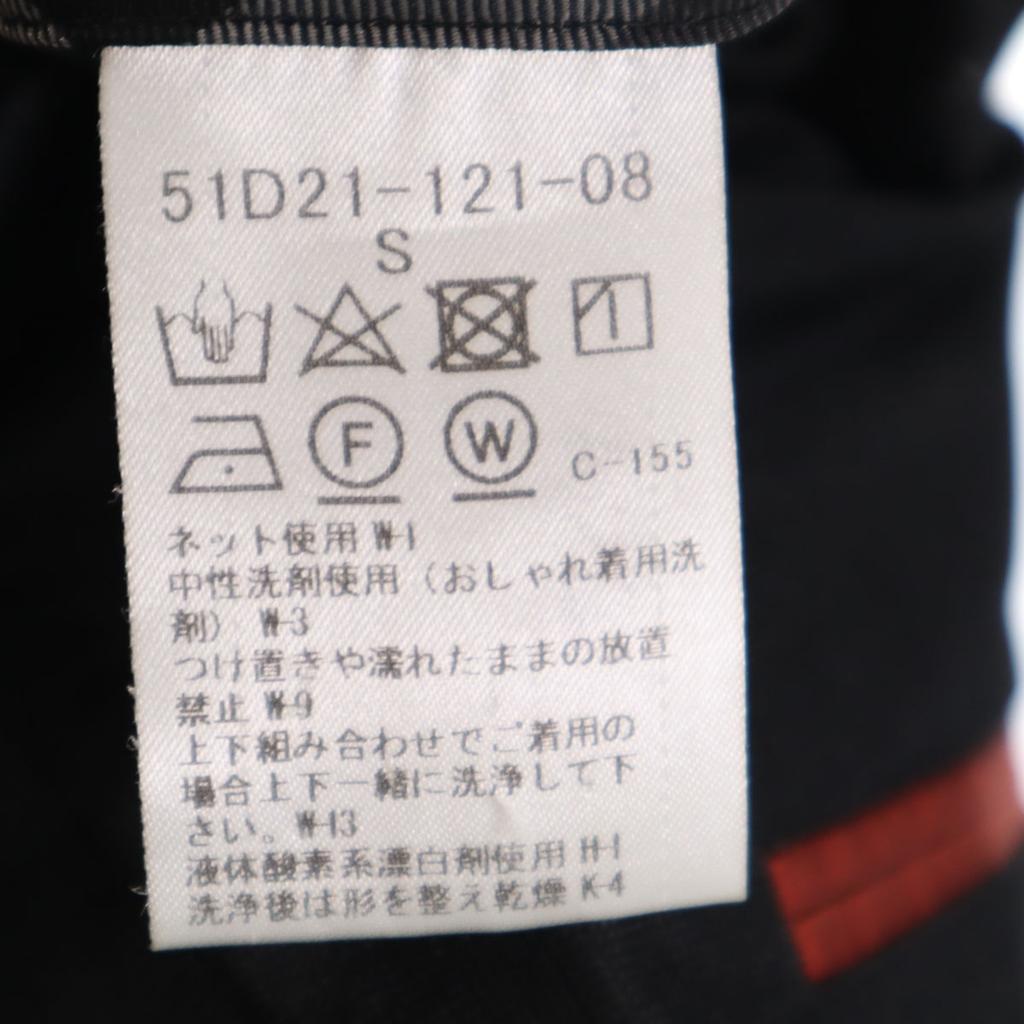 51D21-121-08
S
F
W
C-155
ネット使用 W-1
中性洗剤使用（おしゃれ着用洗
剤） W-3
つけ置きや濡れたままの放置
禁止 W-9
上下組み合わせでご着用の
場合上下一緒に洗浄して下
さい。W-13
液体酸素系漂白剤使用 H-1
洗浄後は形を整え乾燥 K-4